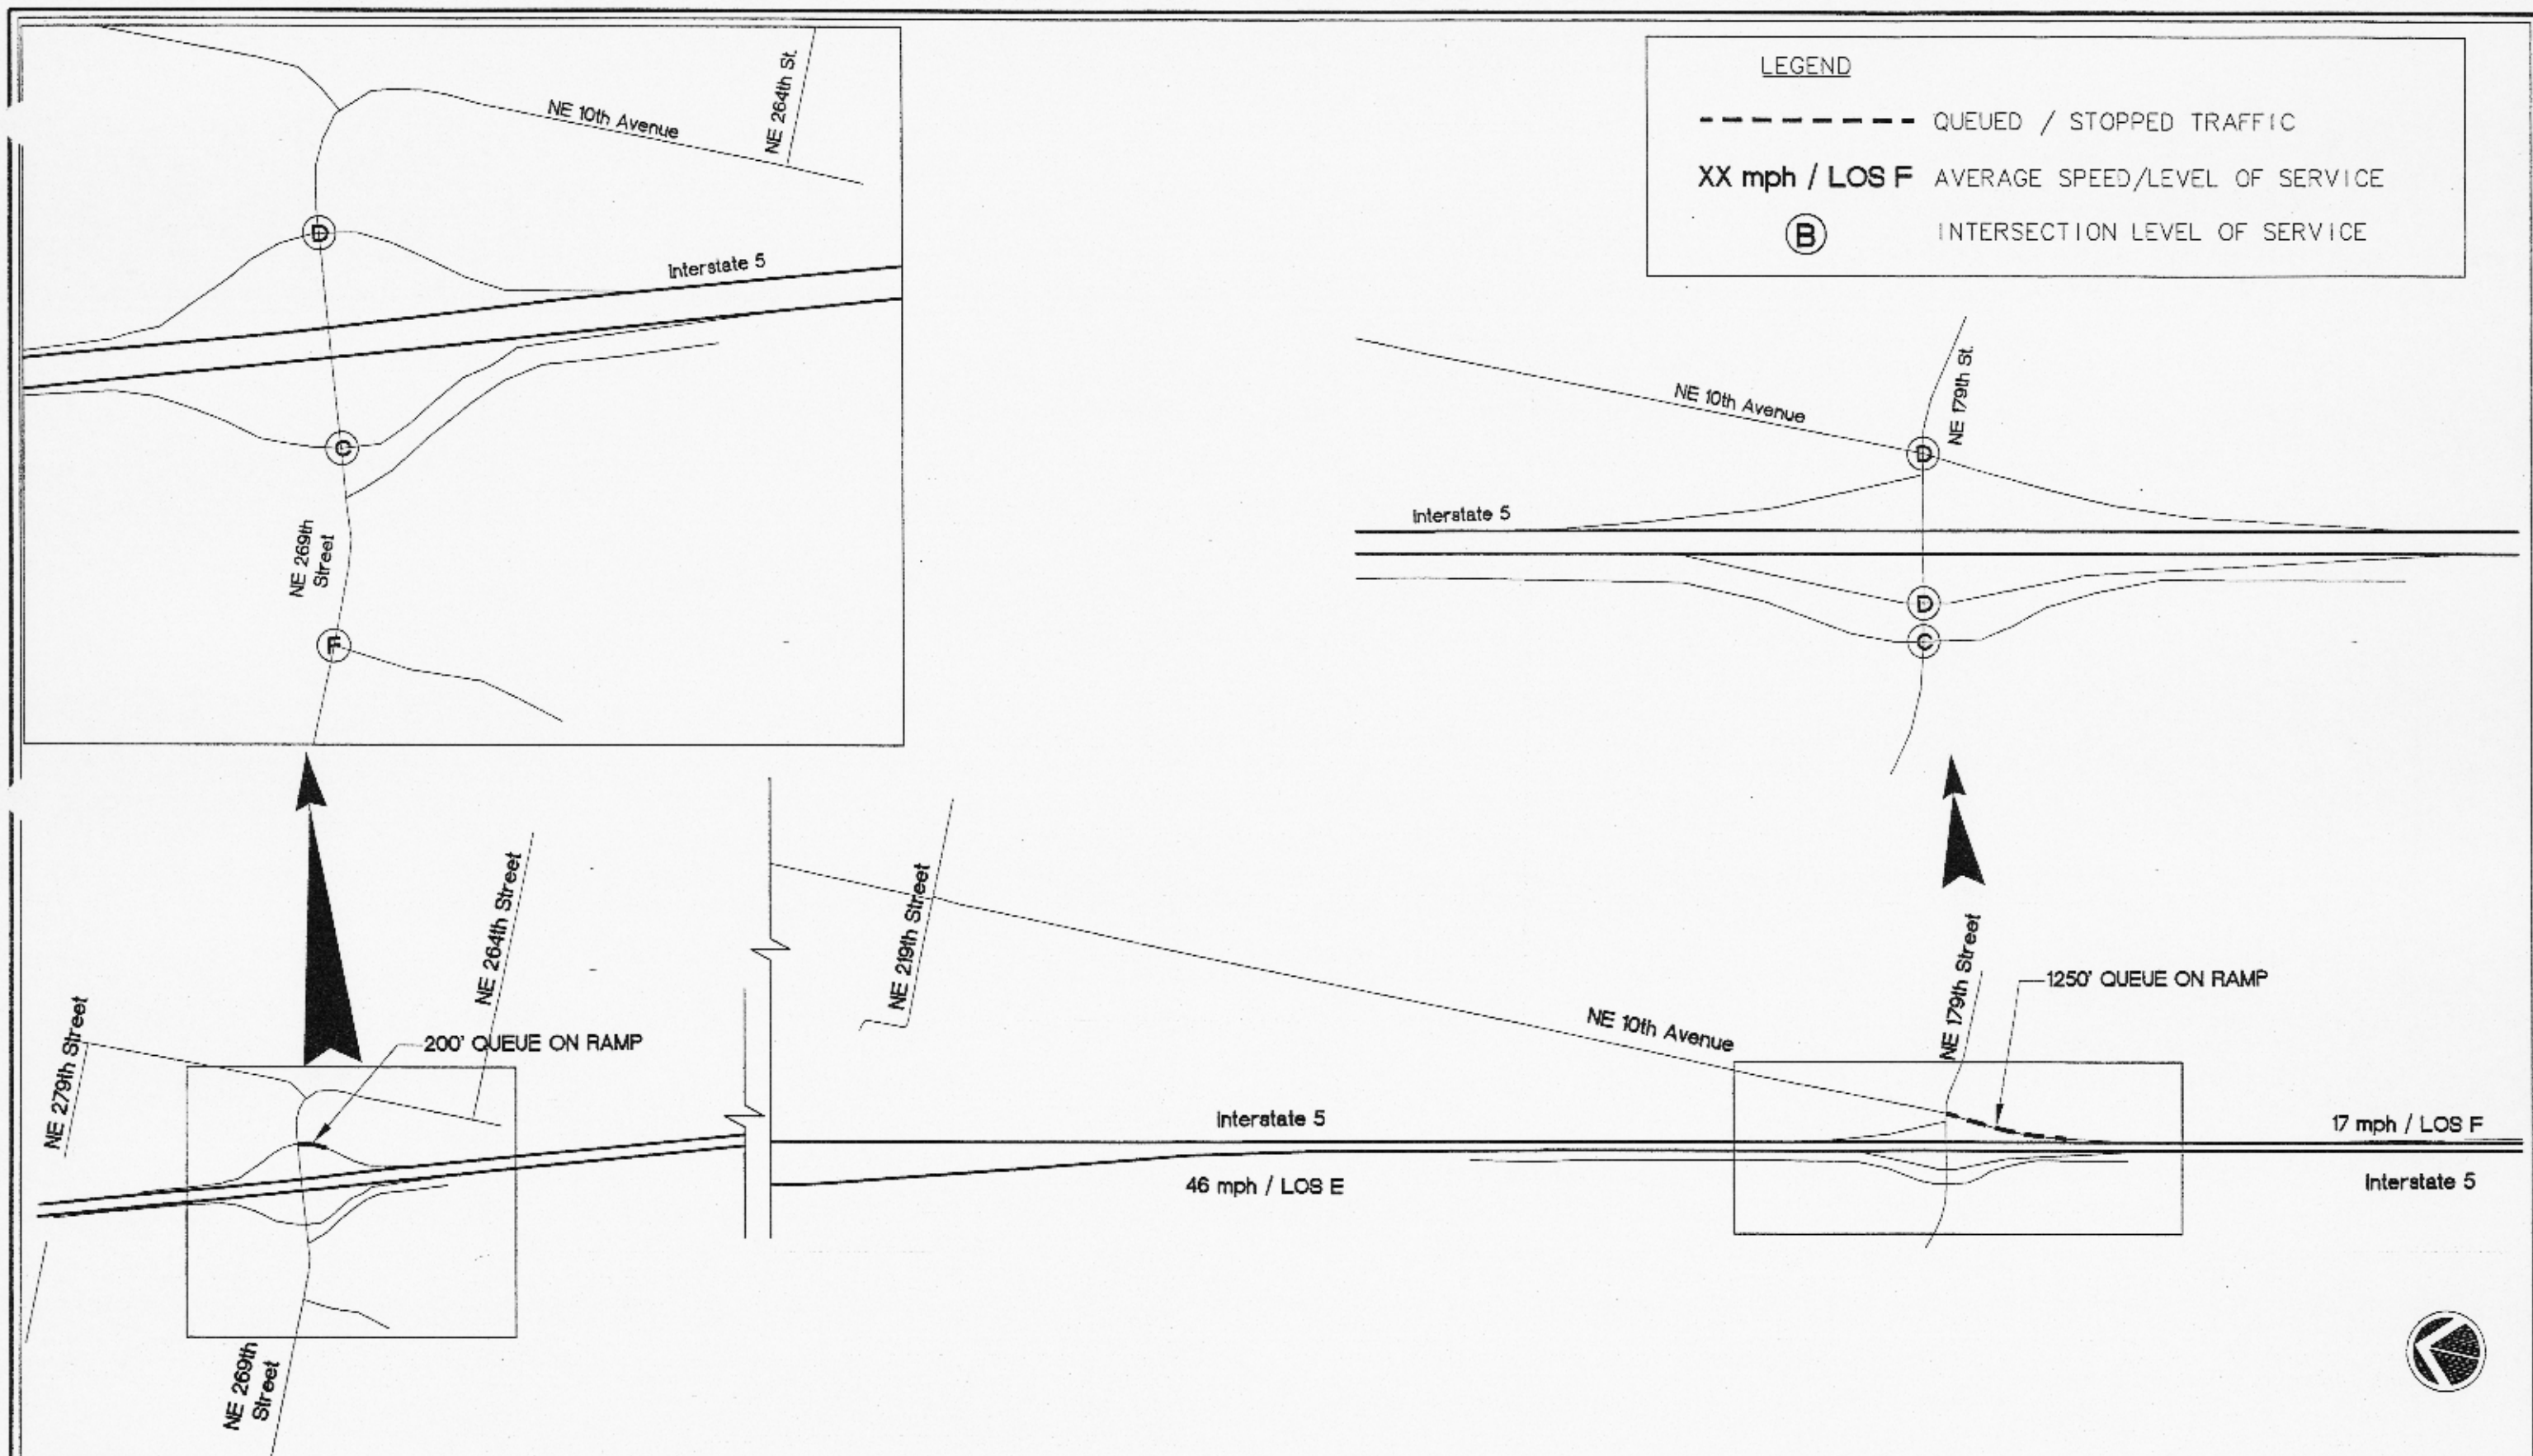 NE 10th Avenue
NE 264th St.
D
Interstate 5
C
NE 269th
Street
F
LEGEND
QUEUED / STOPPED TRAFFIC
XX mph / LOS F AVERAGE SPEED/LEVEL OF SERVICE
B INTERSECTION LEVEL OF SERVICE
NE 10th Avenue
NE 179th St.
D
Interstate 5
D
C
NE 279th Street
200' QUEUE ON RAMP
NE 264th Street
NE 269th
Street
NE 219th Street
NE 10th Avenue
NE 179th Street
1250' QUEUE ON RAMP
Interstate 5
17 mph / LOS F
46 mph / LOS E
Interstate 5